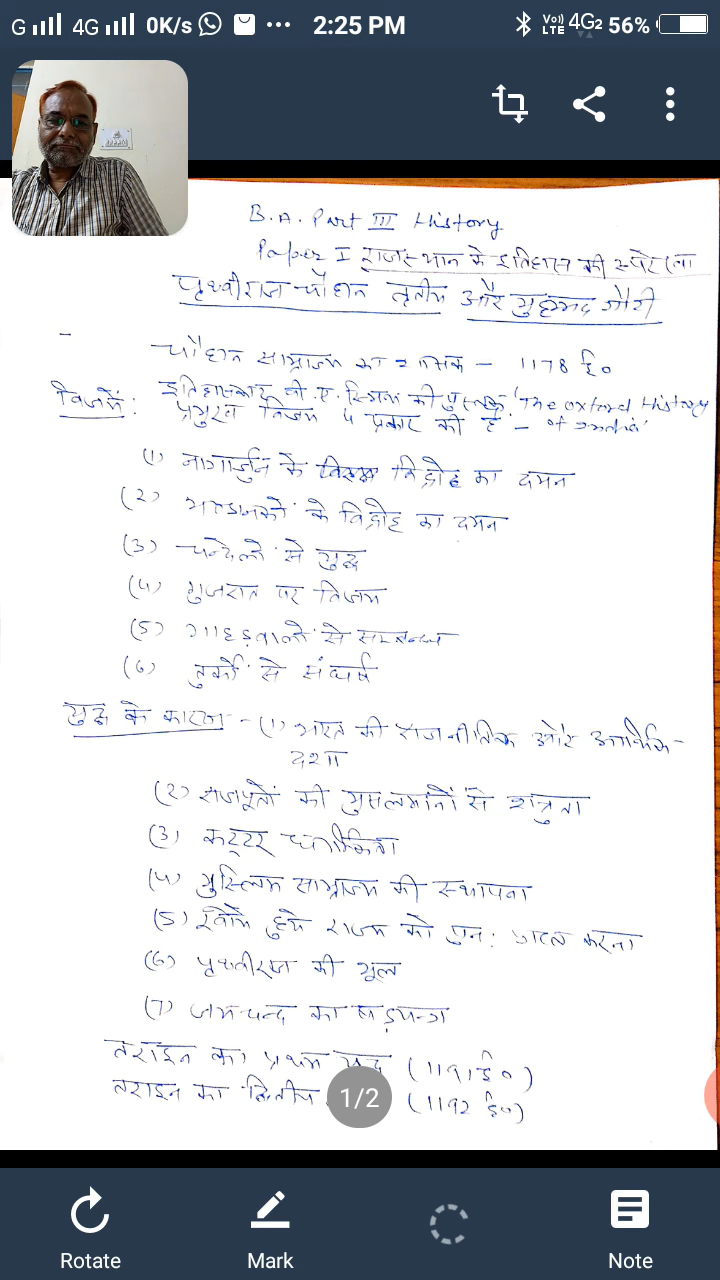 G 4G 0K/s ... 2:25 PM Vo) LTE 4G2 56%
B.A. Part III History
Paper I राजस्थान के इतिहास की रूपरेखा
पृथ्वीराज चौहान तृतीय और मुहम्मद गौरी
चौहान साम्राज्य का शासक - 1178 ई०
विजयें : इतिहासकार वी. ए. स्मिथ की पुस्तक 'The Oxford History of India'
प्रमुख विजय 4 प्रकार की है -
(1) नागार्जुन के विद्रोह का दमन
(2) भण्डानकों के विद्रोह का दमन
(3) चन्देलों से युद्ध
(4) गुजरात पर विजय
(5) गाहड़वालों से सम्बन्ध
(6) तुर्कों से संघर्ष
युद्ध के कारण - (1) भारत की राजनीतिक और आर्थिक -
दशा
(2) राजपूतों की मुसलमानों से शत्रुता
(3) कट्टर धार्मिकता
(4) मुस्लिम साम्राज्य की स्थापना
(5) खोये हुये राज्य को पुन: प्राप्त करना
(6) पृथ्वीराज की भूल
(7) जयचन्द का षड़यन्त्र
तराइन का प्रथम युद्ध (1191 ई०)
तराइन का द्वितीय (1192 ई०)
1/2
Rotate Mark Note